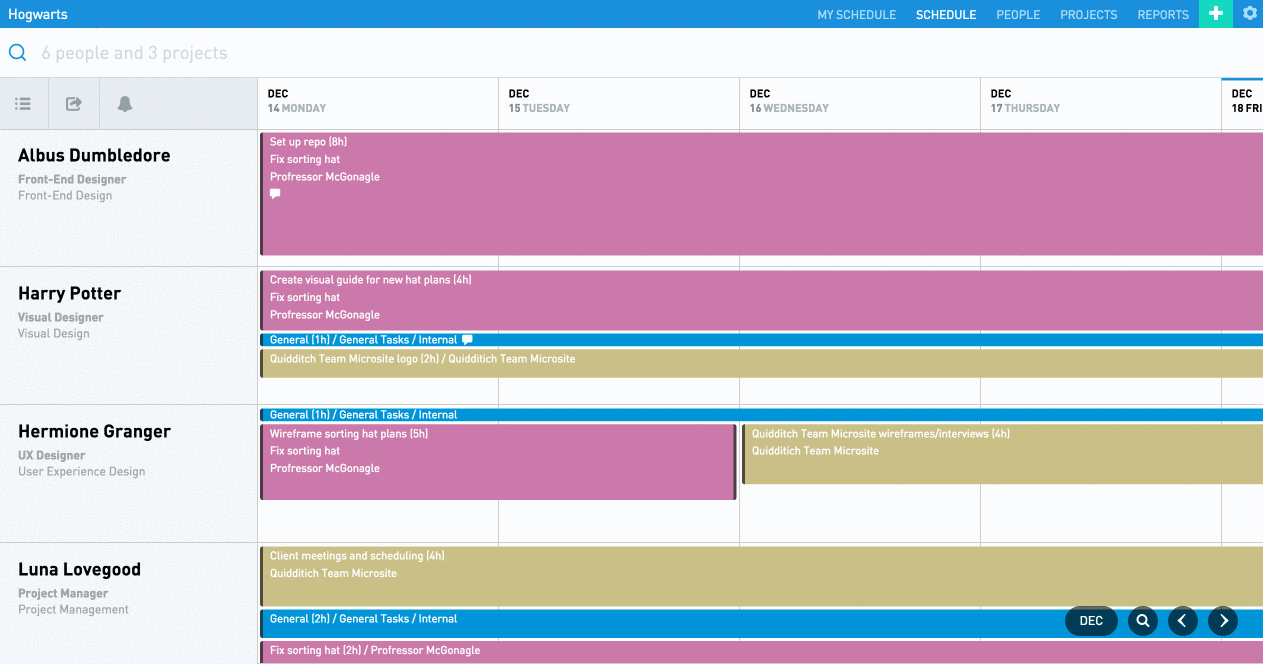 Hogwarts
MY SCHEDULE SCHEDULE PEOPLE PROJECTS REPORTS
6 people and 3 projects
DEC
14 MONDAY
DEC
15 TUESDAY
DEC
16 WEDNESDAY
DEC
17 THURSDAY
DEC
18 FRI
Albus Dumbledore
Front-End Designer
Front-End Design
Set up repo (8h)
Fix sorting hat
Profressor McGonagle
Harry Potter
Visual Designer
Visual Design
Create visual guide for new hat plans (4h)
Fix sorting hat
Profressor McGonagle
General (1h) / General Tasks / Internal
Quidditch Team Microsite logo (2h) / Quidditich Team Microsite
Hermione Granger
UX Designer
User Experience Design
General (1h) / General Tasks / Internal
Wireframe sorting hat plans (5h)
Fix sorting hat
Profressor McGonagle
Quidditch Team Microsite wireframes/interviews (4h)
Quidditich Team Microsite
Luna Lovegood
Project Manager
Project Management
Client meetings and scheduling (4h)
Quidditich Team Microsite
General (2h) / General Tasks / Internal
Fix sorting hat (2h) / Profressor McGonagle
DEC